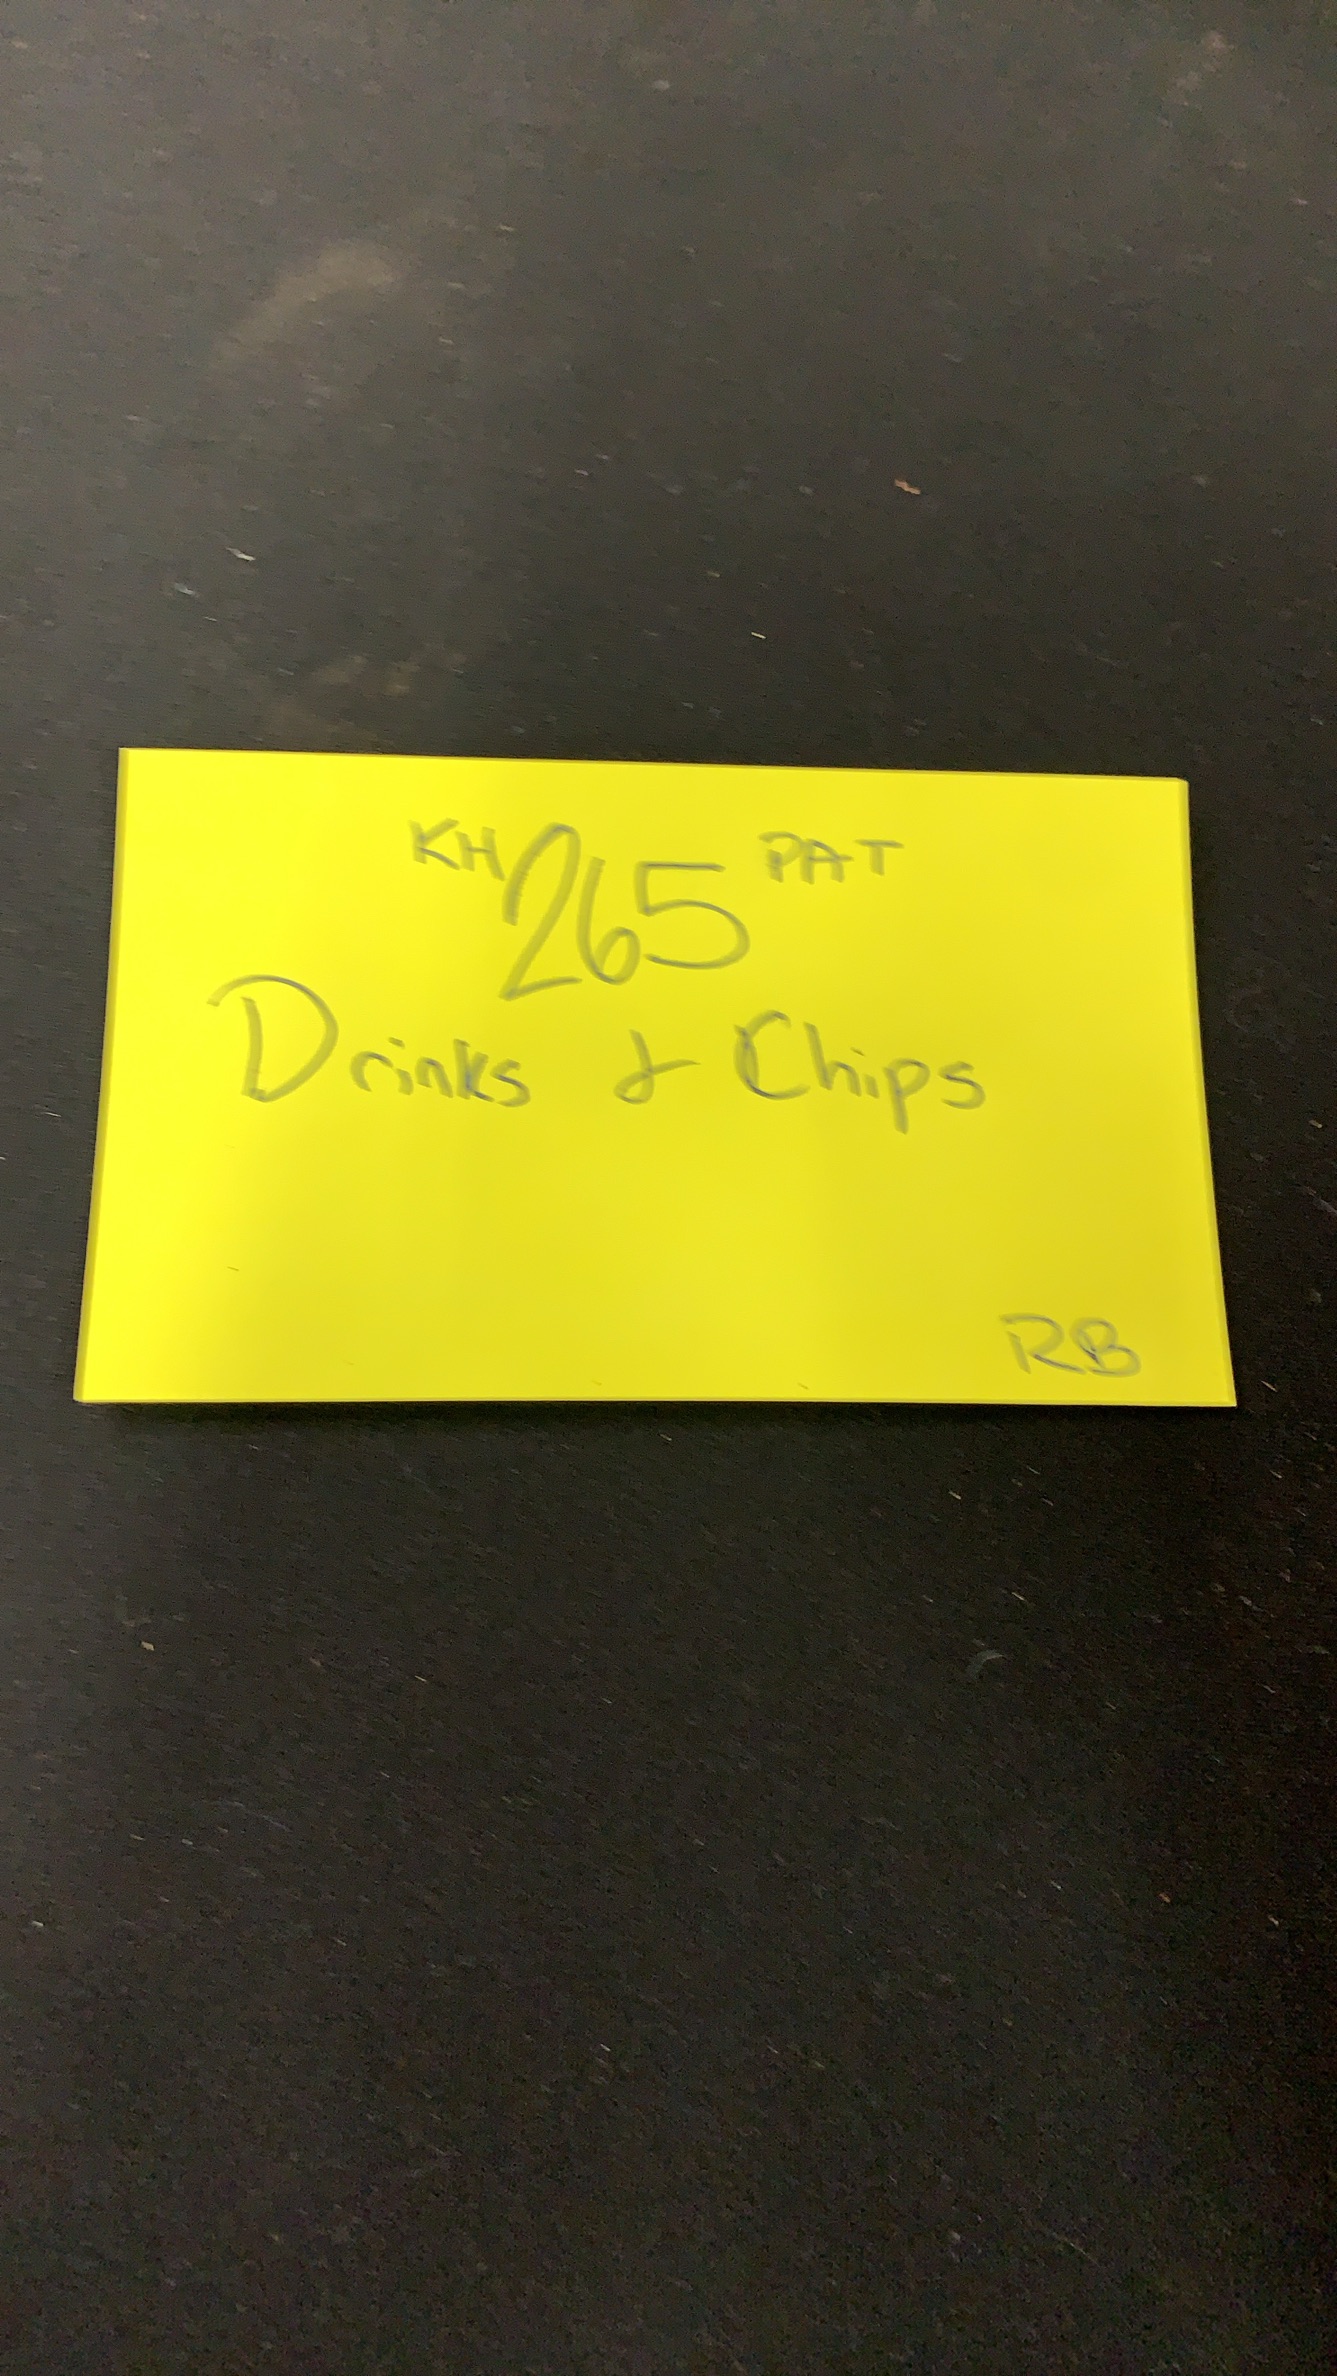 KH 265 PAT
Drinks & Chips
RB